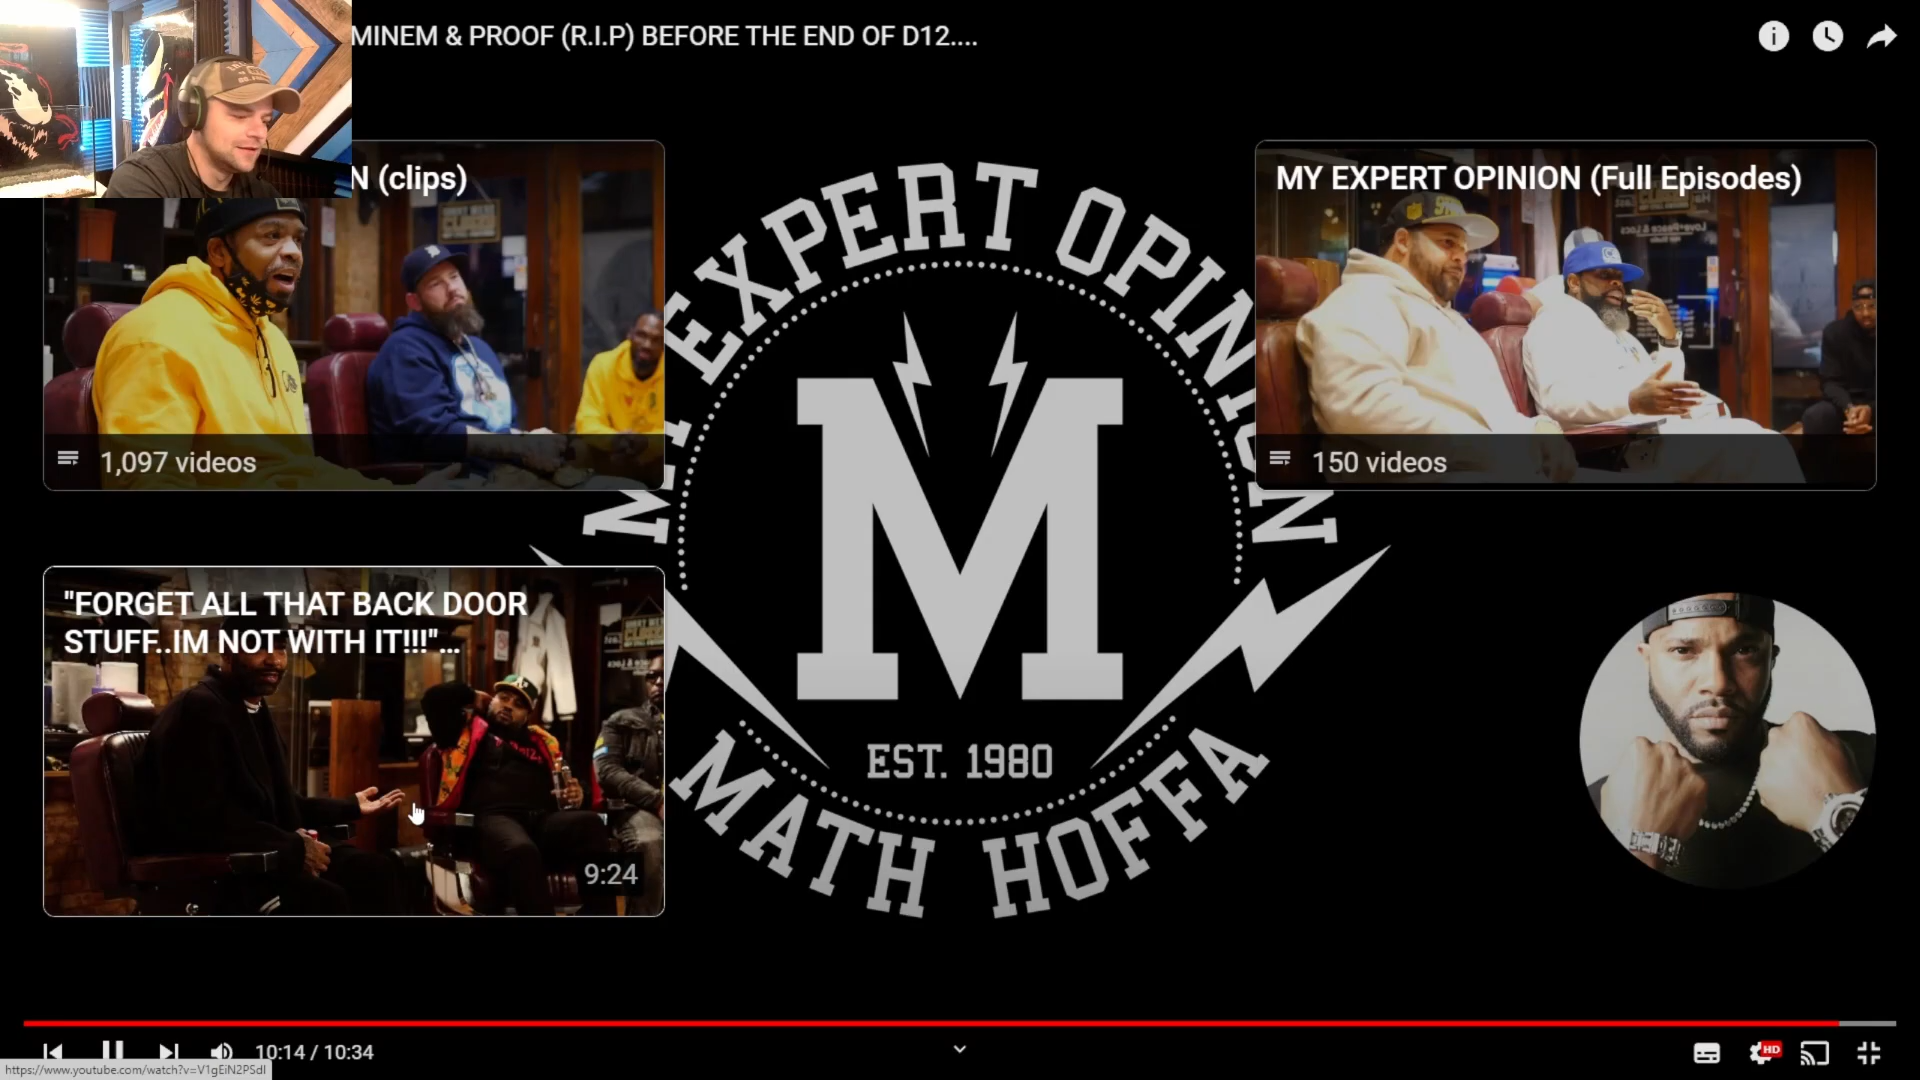 MINEM & PROOF (R.I.P) BEFORE THE END OF D12....
N (clips)
1,097 videos
MY EXPERT OPINION (Full Episodes)
150 videos
MY EXPERT OPINION
M
EST. 1980
MATH HOFFA
"FORGET ALL THAT BACK DOOR
STUFF..IM NOT WITH IT!!!"...
9:24
10:14 / 10:34
HD
https://www.youtube.com/watch?v=V1gEiN2PSdI